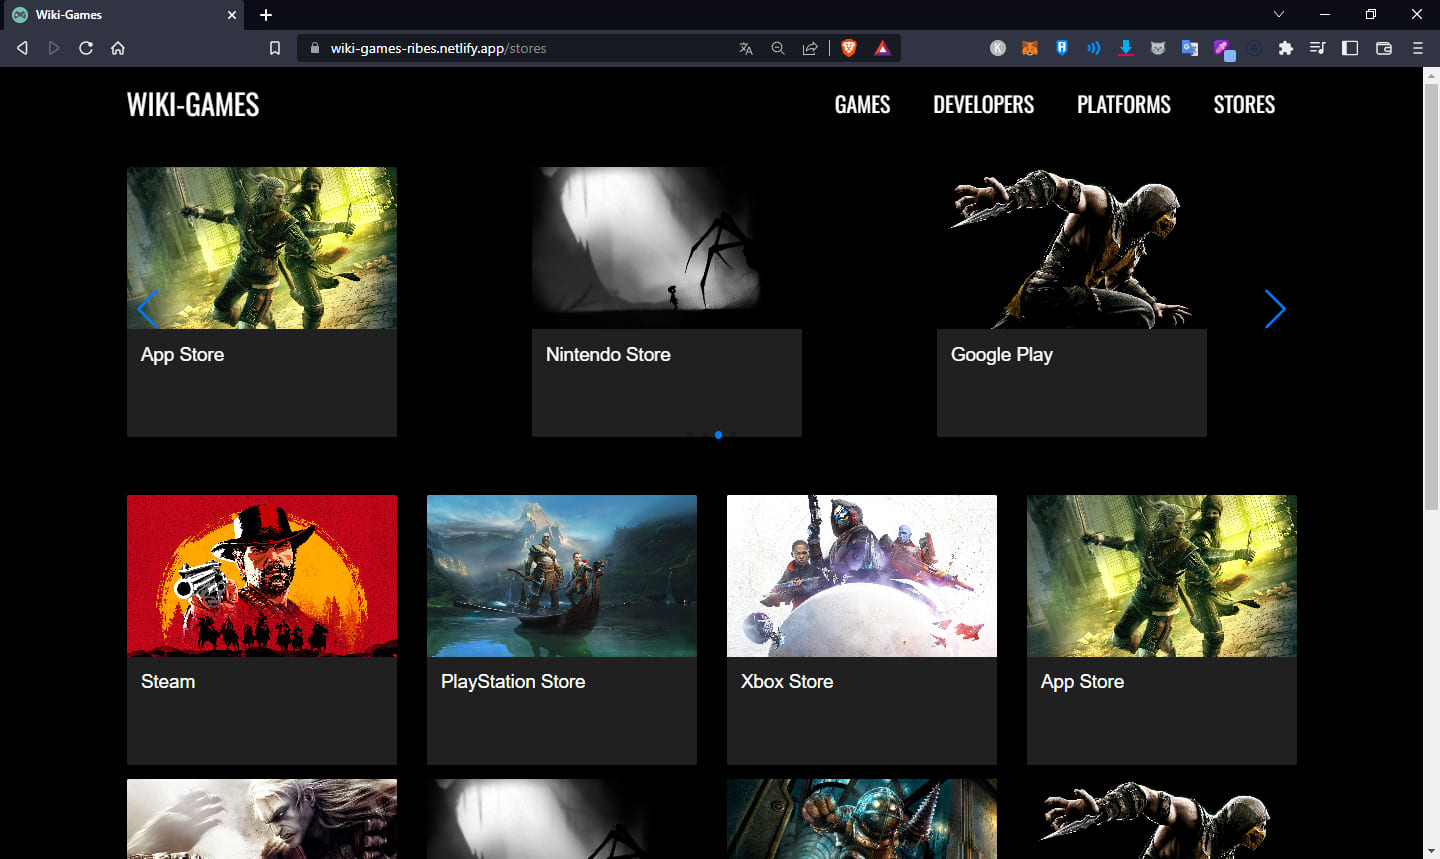 Wiki-Games
wiki-games-ribes.netlify.app/stores
WIKI-GAMES
GAMES DEVELOPERS PLATFORMS STORES
App Store
Nintendo Store
Google Play
Steam
PlayStation Store
Xbox Store
App Store